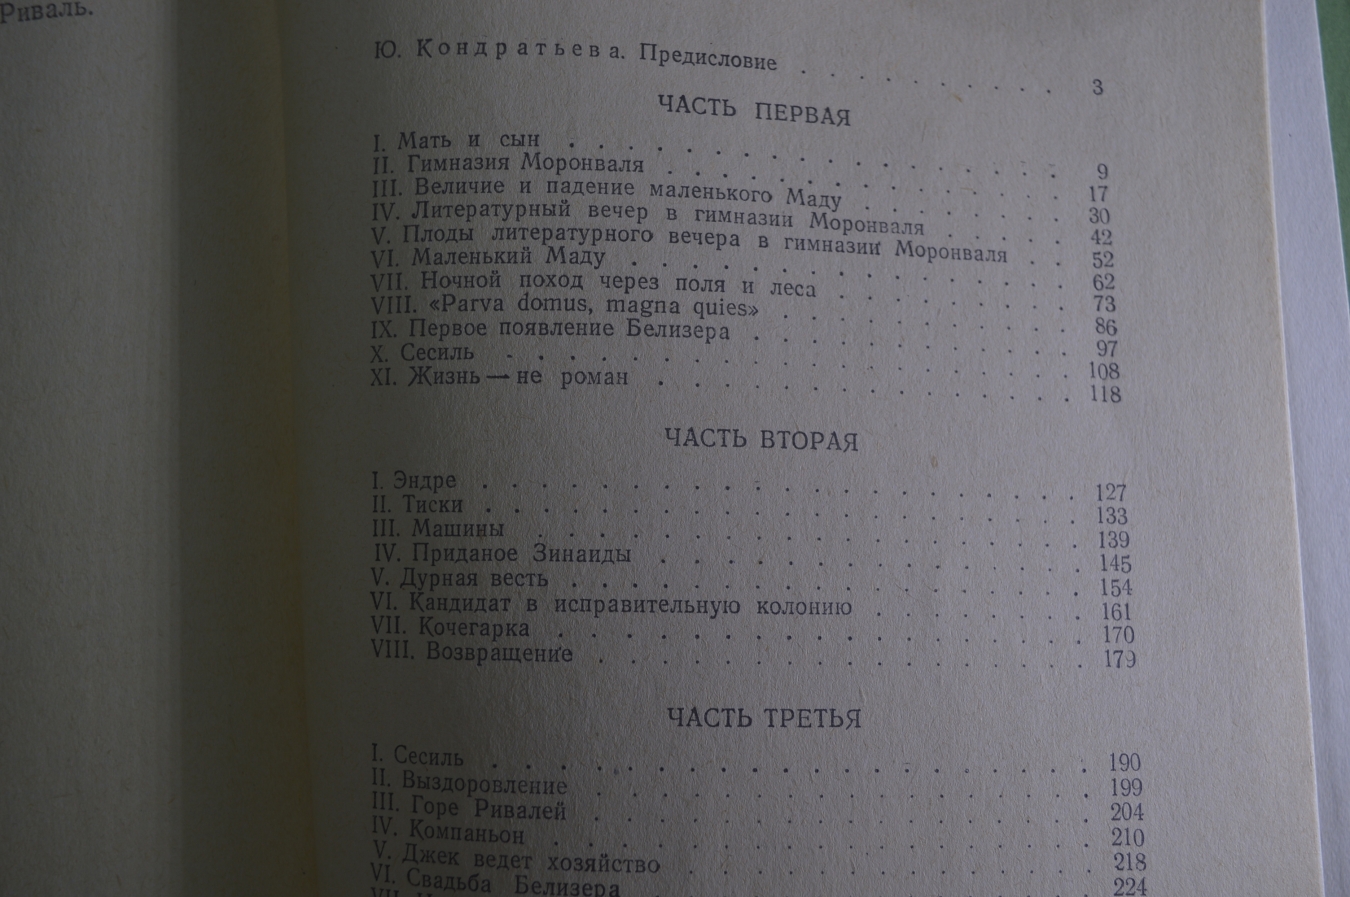 Риваль.
Ю. Кондратьева. Предисловие . . . . . . . . . . 3
ЧАСТЬ ПЕРВАЯ
I. Мать и сын . . . . . . . . . . . . . . . . . 9
II. Гимназия Моронваля . . . . . . . . . . . . . . 17
III. Величие и падение маленького Маду . . . . . . . 30
IV. Литературный вечер в гимназии Моронваля . . . . . 42
V. Плоды литературного вечера в гимназии Моронваля . . 52
VI. Маленький Маду . . . . . . . . . . . . . . . 62
VII. Ночной поход через поля и леса . . . . . . . . 73
VIII. «Parva domus, magna quies» . . . . . . . . . . 86
IX. Первое появление Белизера . . . . . . . . . . . 97
X. Сесиль . . . . . . . . . . . . . . . . . . . 108
XI. Жизнь — не роман . . . . . . . . . . . . . . 118
ЧАСТЬ ВТОРАЯ
I. Эндре . . . . . . . . . . . . . . . . . . . . 127
II. Тиски . . . . . . . . . . . . . . . . . . . . 133
III. Машины . . . . . . . . . . . . . . . . . . . 139
IV. Приданое Зинаиды . . . . . . . . . . . . . . 145
V. Дурная весть . . . . . . . . . . . . . . . . . 154
VI. Кандидат в исправительную колонию . . . . . . . 161
VII. Кочегарка . . . . . . . . . . . . . . . . . . 170
VIII. Возвращение . . . . . . . . . . . . . . . . 179
ЧАСТЬ ТРЕТЬЯ
I. Сесиль . . . . . . . . . . . . . . . . . . . 190
II. Выздоровление . . . . . . . . . . . . . . . . 199
III. Горе Ривалей . . . . . . . . . . . . . . . . 204
IV. Компаньон . . . . . . . . . . . . . . . . . . 210
V. Джек ведет хозяйство . . . . . . . . . . . . . 218
VI. Свадьба Белизера . . . . . . . . . . . . . . 224
VII.